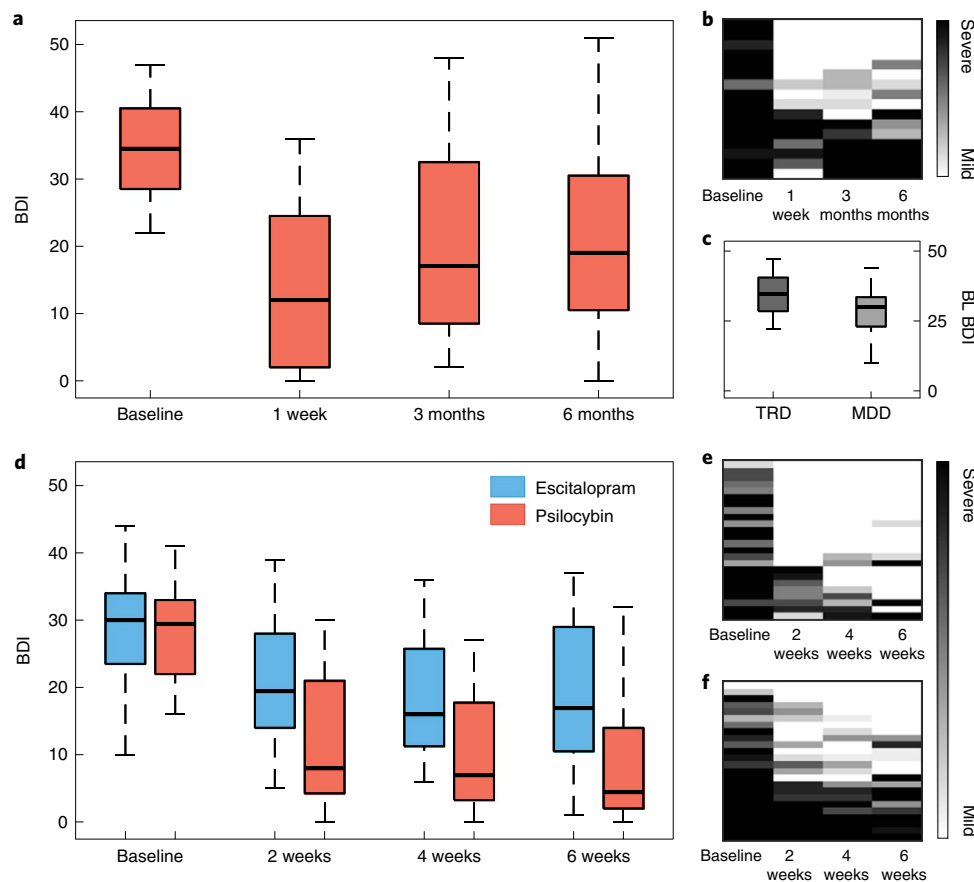 a
50
40
30
20
10
0
BDI
Baseline 1 week 3 months 6 months
b
Severe
Mild
Baseline 1 3 6
week months months
c
50
25
0
BL BDI
TRD MDD
d
50
40
30
20
10
0
BDI
Escitalopram
Psilocybin
Baseline 2 weeks 4 weeks 6 weeks
e
Baseline 2 4 6
weeks weeks weeks
Severe
Mild
f
Baseline 2 4 6
weeks weeks weeks